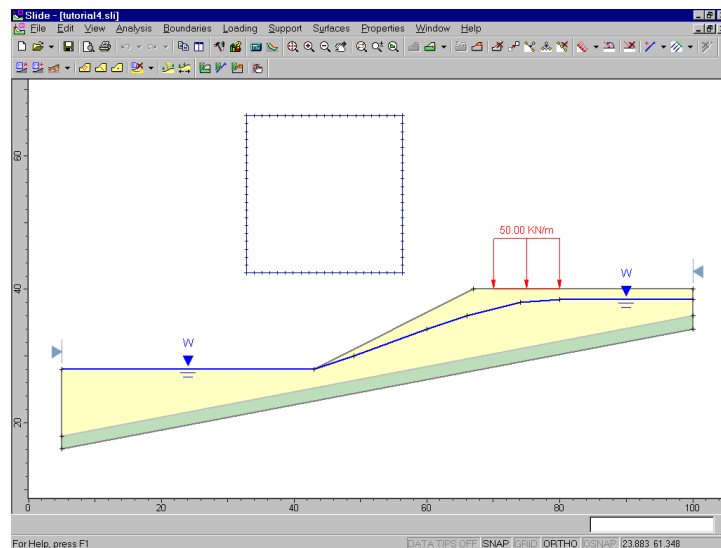 Slide - [tutorial4.sli]
File Edit View Analysis Boundaries Loading Support Surfaces Properties Window Help
60
50.00 KN/m
W
40
W
20
0 20 40 60 80 100
For Help, press F1 DATA TIPS OFF SNAP GRID ORTHO OSNAP 23.883 61.348